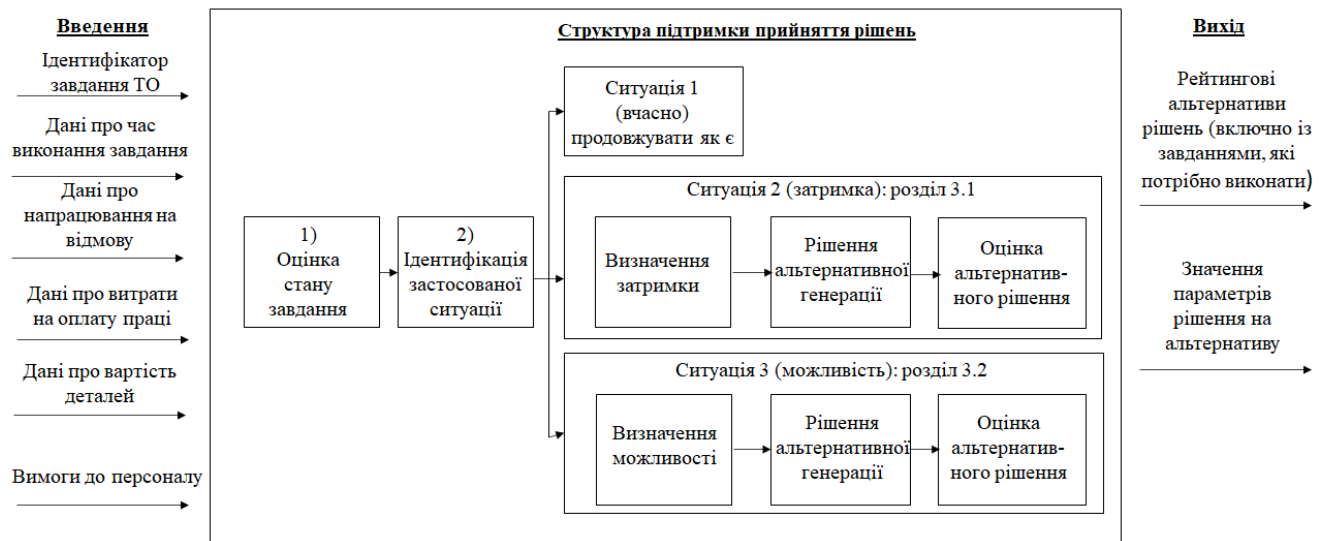 Введення
Ідентифікатор
завдання ТО
Дані про час
виконання завдання
Дані про
напрацювання на
відмову
Дані про витрати
на оплату праці
Дані про вартість
деталей
Вимоги до персоналу
Структура підтримки прийняття рішень
1)
Оцінка
стану
завдання
2)
Ідентифікація
застосованої
ситуації
Ситуація 1
(вчасно)
продовжувати як є
Ситуація 2 (затримка): розділ 3.1
Визначення
затримки
Рішення
альтернативної
генерації
Оцінка
альтернатив-
ного рішення
Ситуація 3 (можливість): розділ 3.2
Визначення
можливості
Рішення
альтернативної
генерації
Оцінка
альтернатив-
ного рішення
Вихід
Рейтингові
альтернативи
рішень (включно із
завданнями, які
потрібно виконати)
Значення
параметрів
рішення на
альтернативу